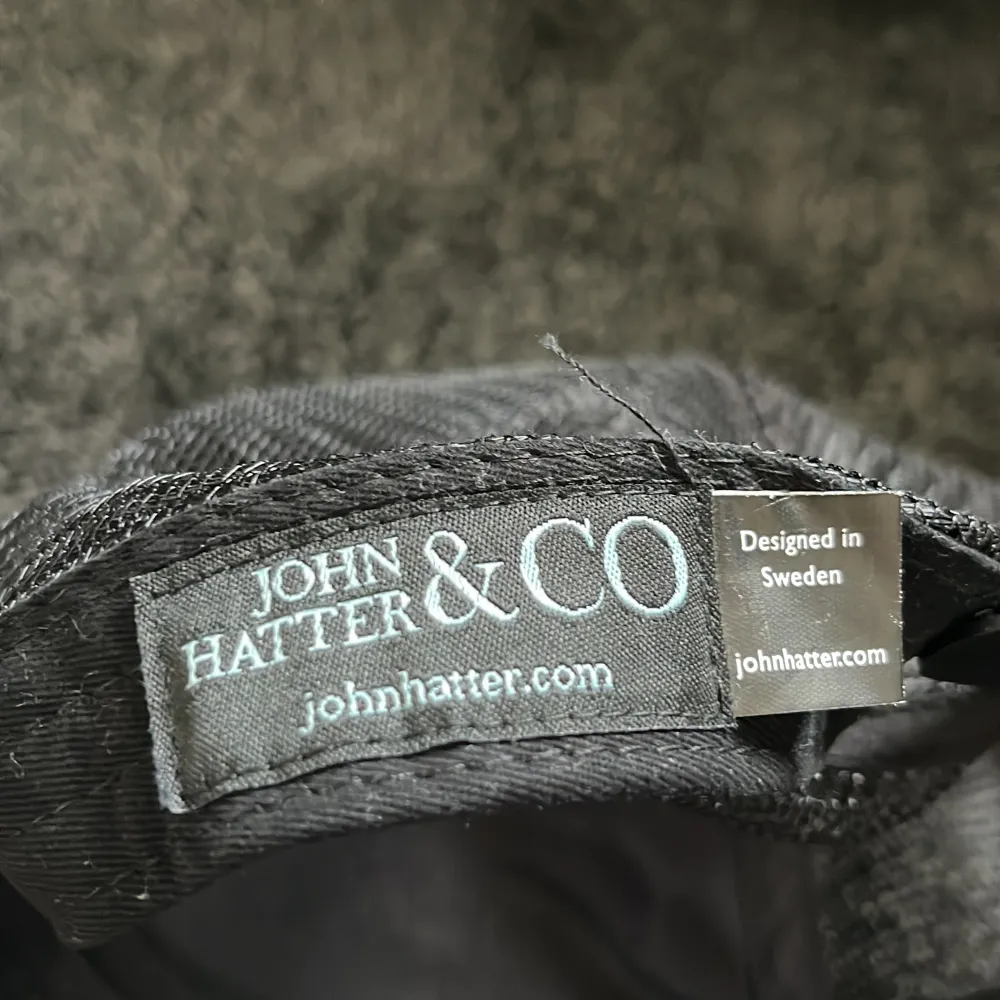 JOHN
HATTER & CO
johnhatter.com
Designed in
Sweden
johnhatter.com